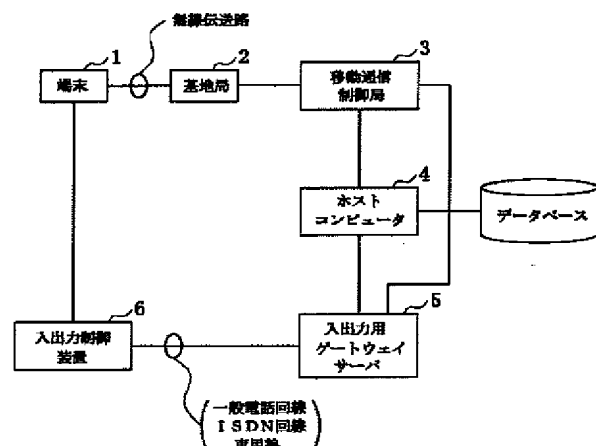 無線伝送路
1
2
3
端末
基地局
移動通信
制御局
4
ホスト
コンピュータ
データベース
6
5
入出力制御
装置
入出力用
ゲートウェイ
サーバ
一般電話回線
ISDN回線